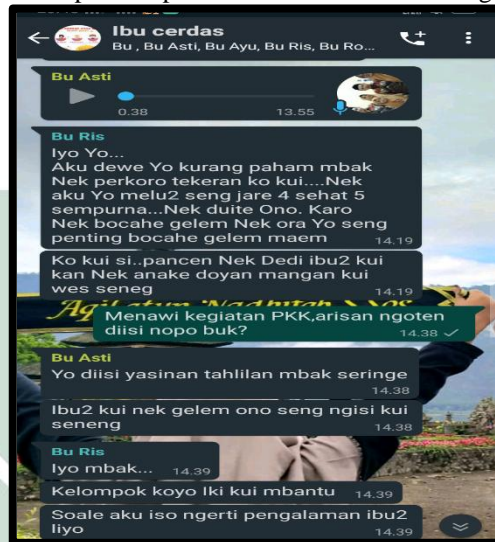 Ibu cerdas
Bu , Bu Asti, Bu Ayu, Bu Ris, Bu Ro...
Bu Asti
0.38 13.55
Bu Ris
Iyo Yo...
Aku dewe Yo kurang paham mbak
Nek perkoro tekeran ko kui....Nek
aku Yo melu2 seng jare 4 sehat 5
sempurna...Nek duite Ono. Karo
Nek bocahe gelem Nek ora Yo seng
penting bocahe gelem maem 14.19
Ko kui si..pancen Nek Dedi ibu2 kui
kan Nek anake doyan mangan kui
wes seneg 14.19
Menawi kegiatan PKK,arisan ngoten
diisi nopo buk? 14.38
Bu Asti
Yo diisi yasinan tahlilan mbak seringe
14.38
Ibu2 kui nek gelem ono seng ngisi kui
seneng 14.38
Bu Ris
Iyo mbak... 14.39
Kelompok koyo Iki kui mbantu 14.39
Soale aku iso ngerti pengalaman ibu2
liyo 14.39